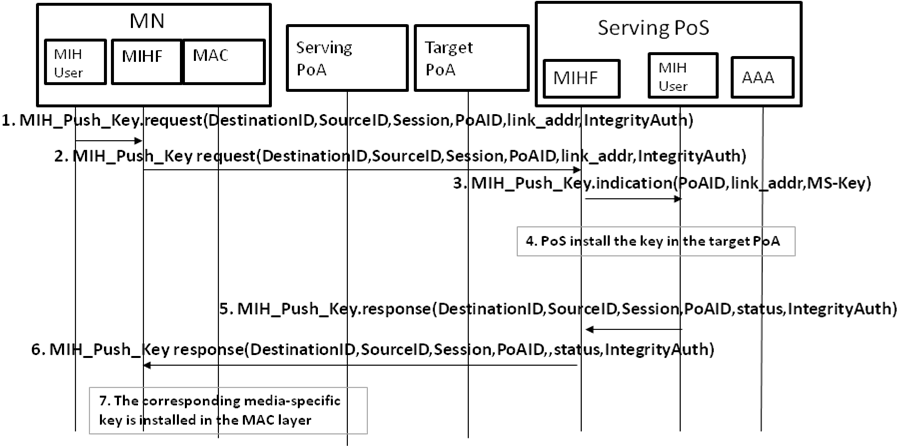 MN
MIH
User
MIHF
MAC
Serving
PoA
Target
PoA
Serving PoS
MIHF
MIH
User
AAA
1. MIH_Push_Key.request(DestinationID,SourceID,Session,PoAID,link_addr,IntegrityAuth)
2. MIH_Push_Key request(DestinationID,SourceID,Session,PoAID,link_addr,IntegrityAuth)
3. MIH_Push_Key.indication(PoAID,link_addr,MS-Key)
4. PoS install the key in the target PoA
5. MIH_Push_Key.response(DestinationID,SourceID,Session,PoAID,status,IntegrityAuth)
6. MIH_Push_Key response(DestinationID,SourceID,Session,PoAID,,status,IntegrityAuth)
7. The corresponding media-specific
key is installed in the MAC layer